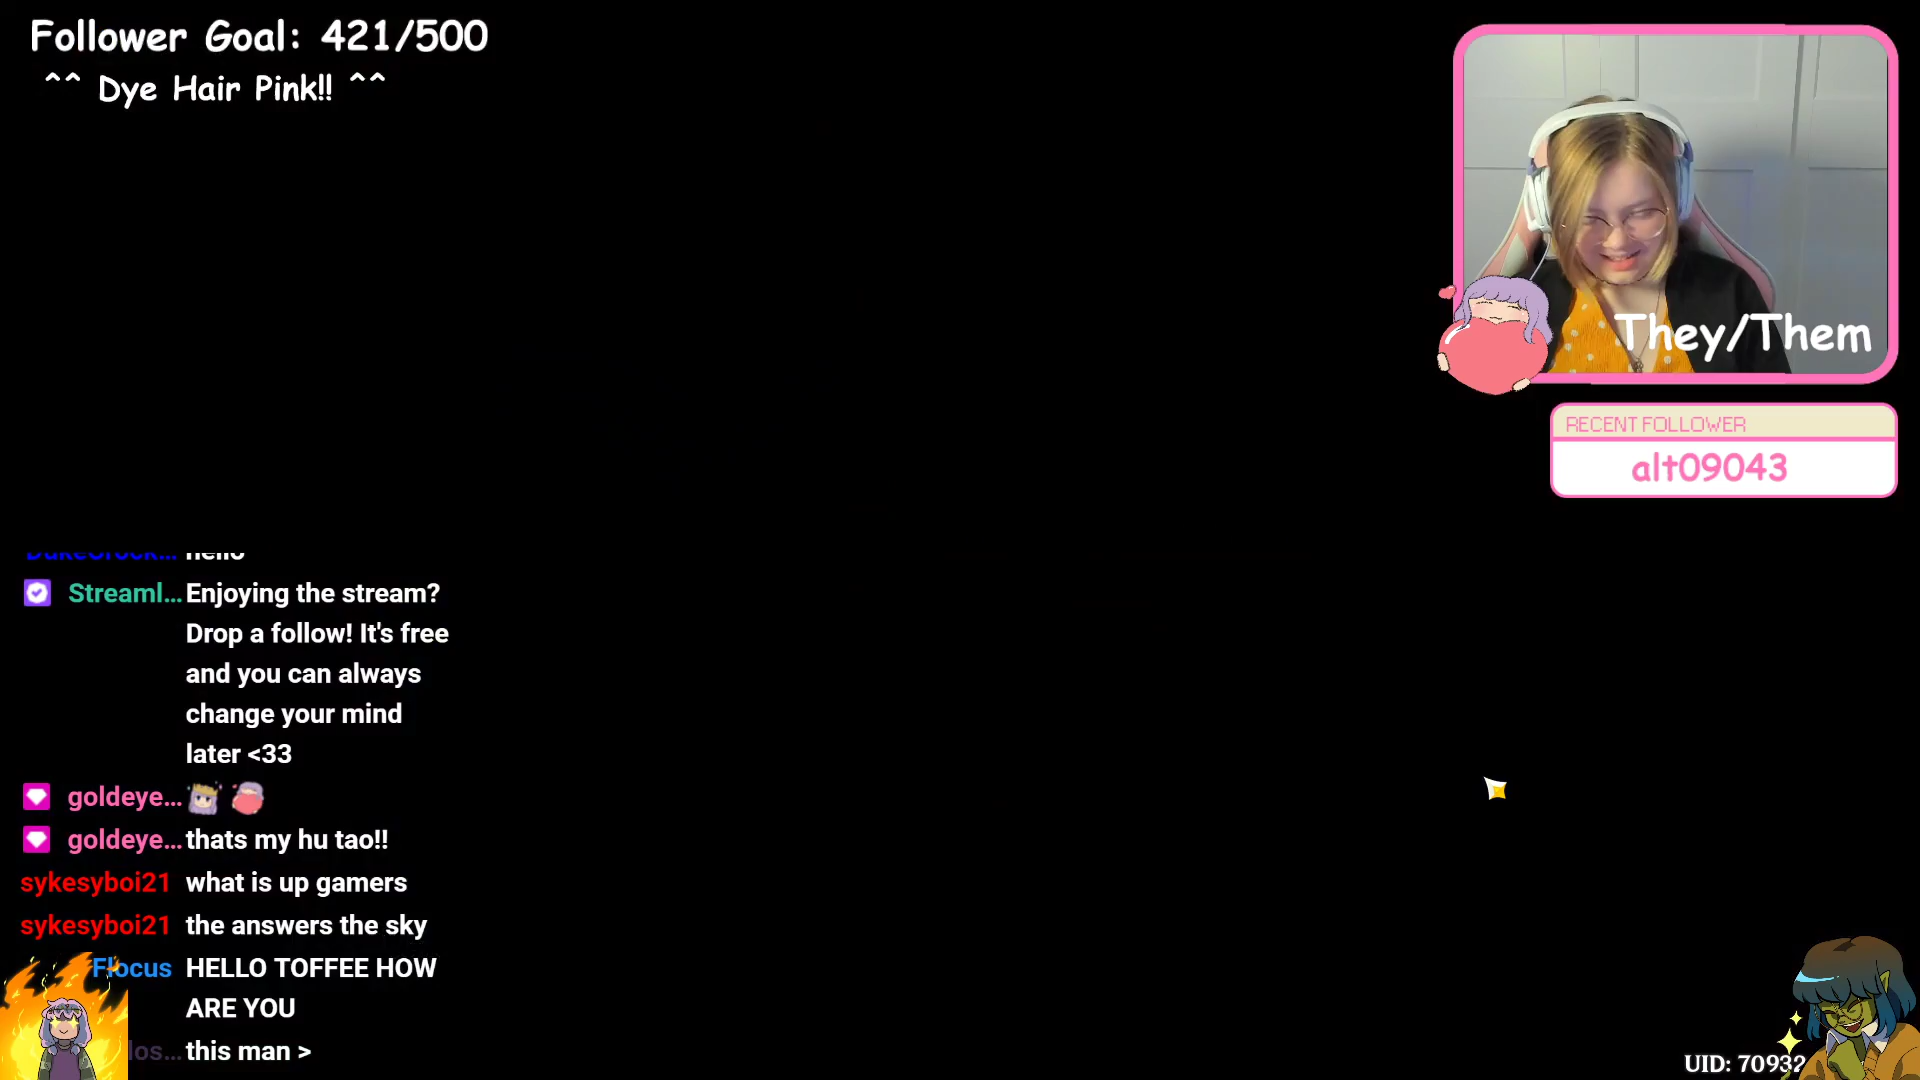 Follower Goal: 421/500
^^ Dye Hair Pink!! ^^
They/Them
RECENT FOLLOWER
alt09043
hello
Streaml... Enjoying the stream?
Drop a follow! It's free
and you can always
change your mind
later <33
goldeye...
goldeye... thats my hu tao!!
sykesyboi21 what is up gamers
sykesyboi21 the answers the sky
Flocus HELLO TOFFEE HOW
ARE YOU
los... this man >
UID: 70932